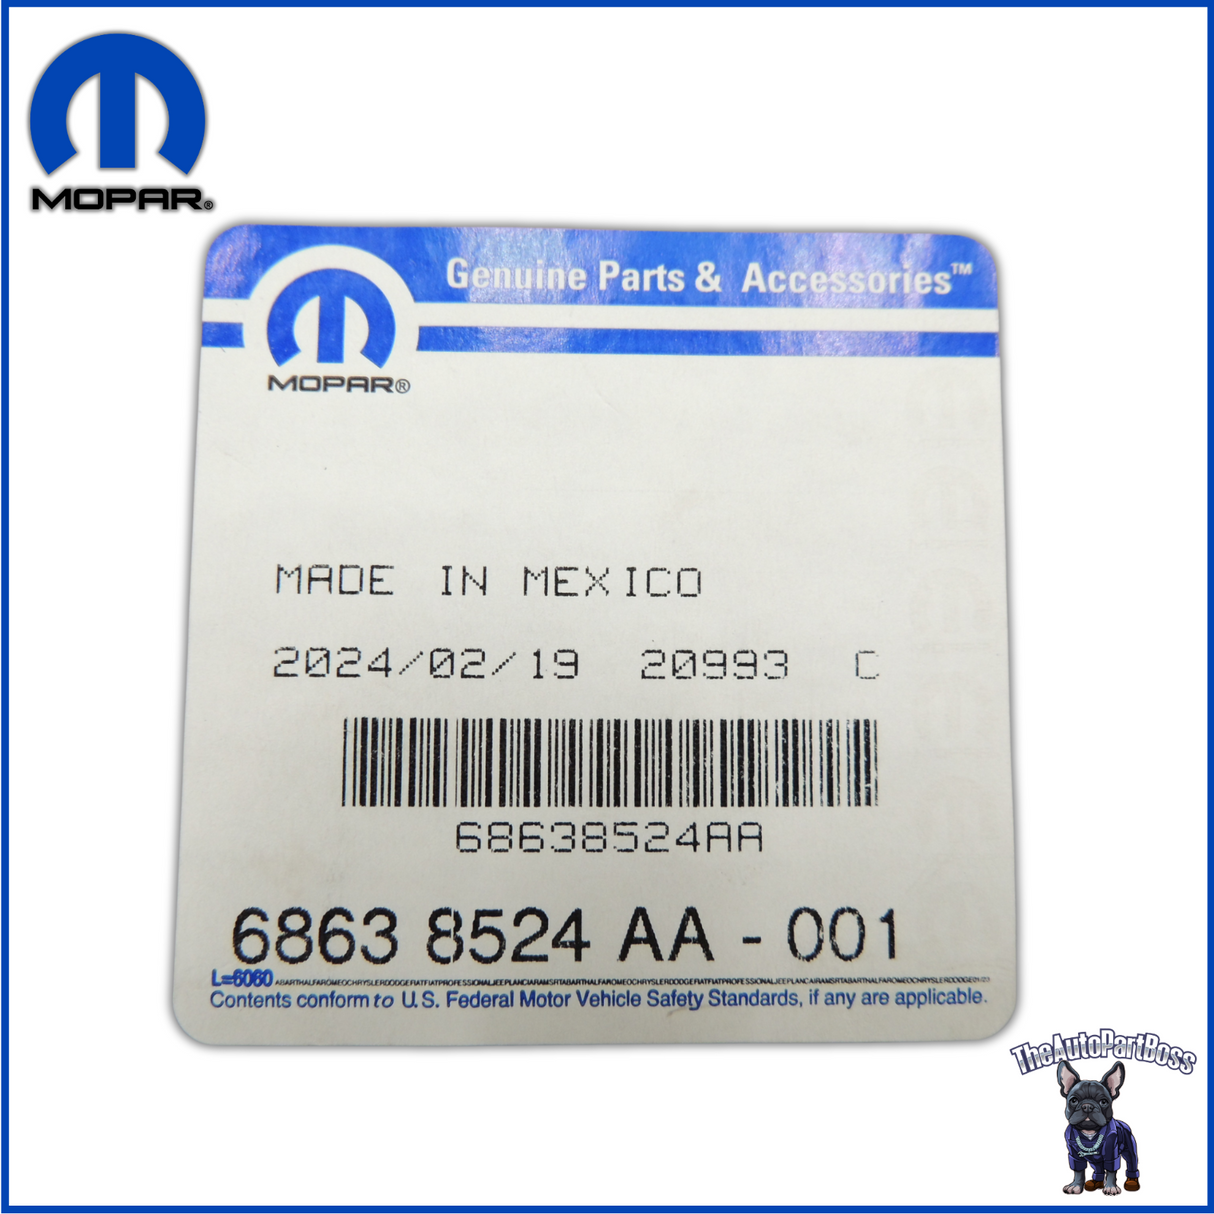 MOPAR®
Genuine Parts & Accessories™
MOPAR®
MADE IN MEXICO
2024/02/19 20993 C
68638524AA
6863 8524 AA - 001
L=6060
Contents conform to U.S. Federal Motor Vehicle Safety Standards, if any are applicable.
TheAutoPartBoss